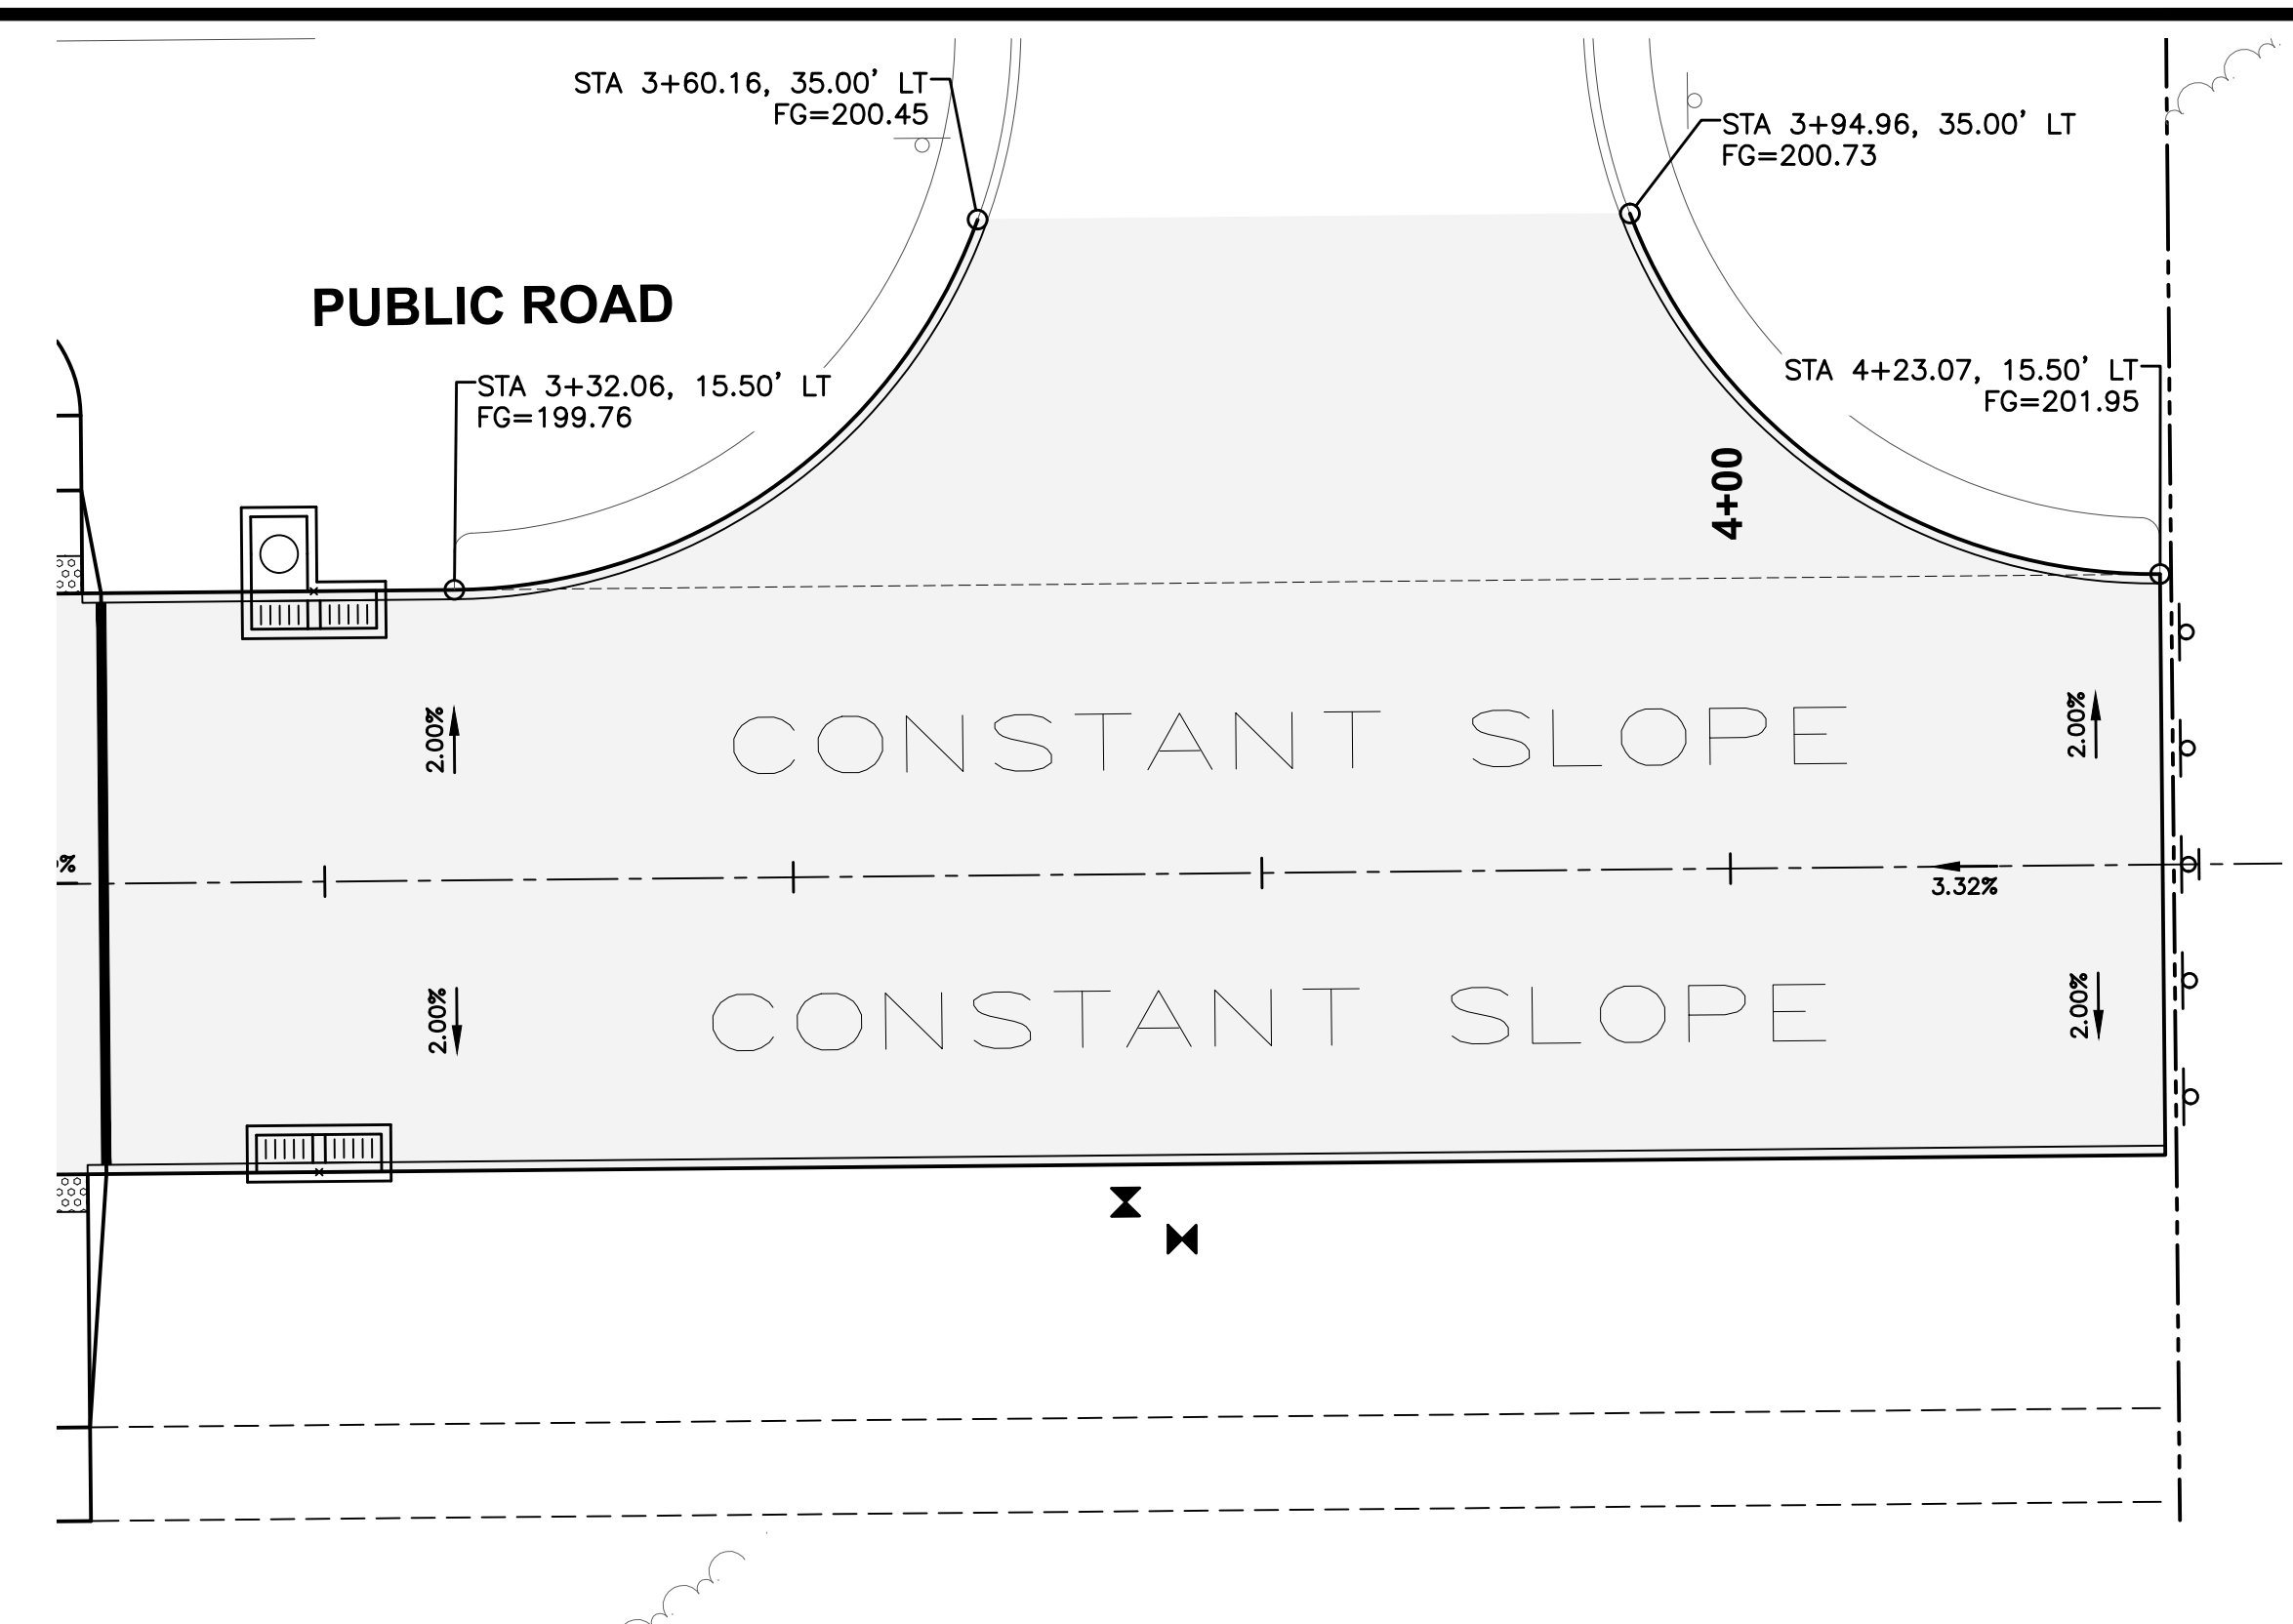 STA 3+60.16, 35.00' LT
FG=200.45
STA 3+94.96, 35.00' LT
FG=200.73
PUBLIC ROAD
STA 3+32.06, 15.50' LT
FG=199.76
STA 4+23.07, 15.50' LT
FG=201.95
4+00
2.00%
CONSTANT SLOPE
2.00%
%
3.32%
2.00%
CONSTANT SLOPE
2.00%